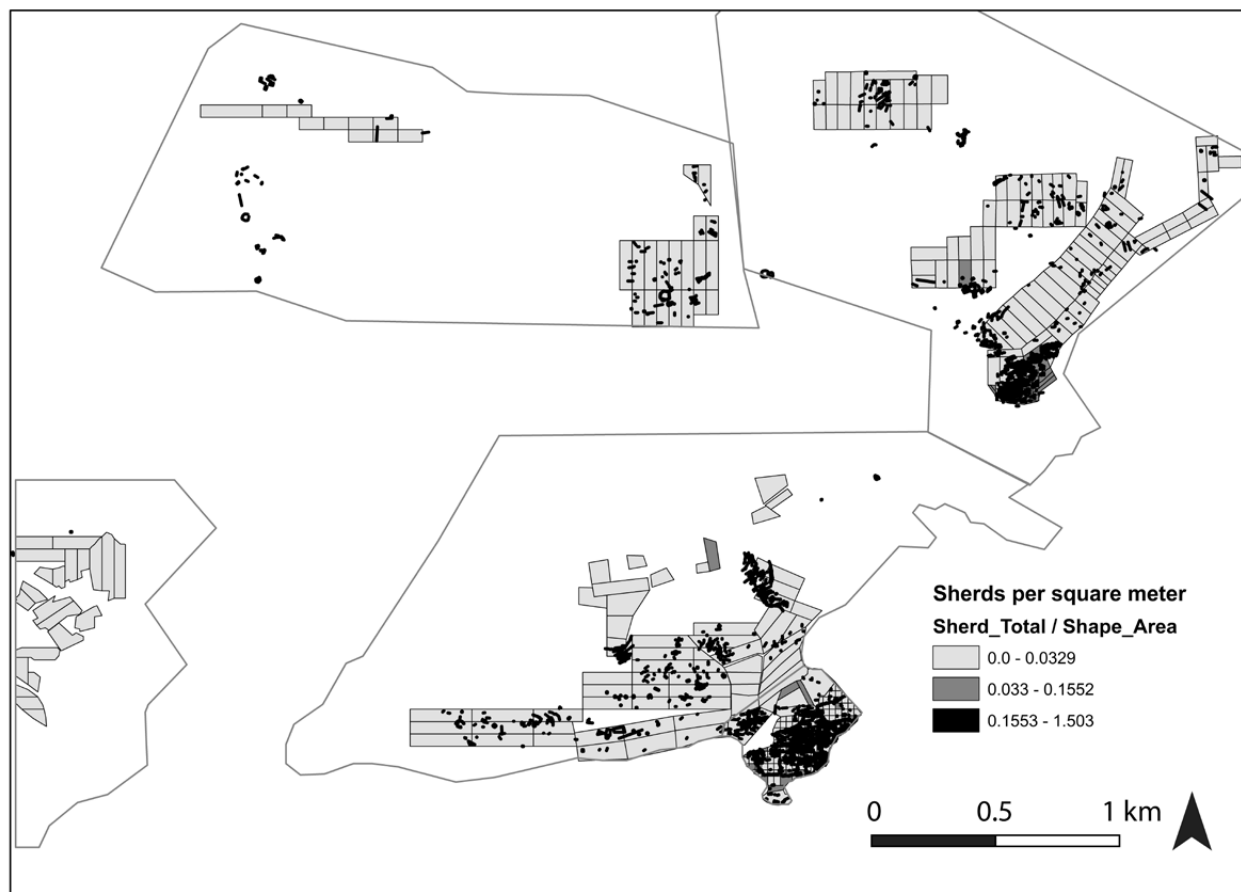 Sherds per square meter
Sherd_Total / Shape_Area
0.0 - 0.0329
0.033 - 0.1552
0.1553 - 1.503
0 0.5 1 km